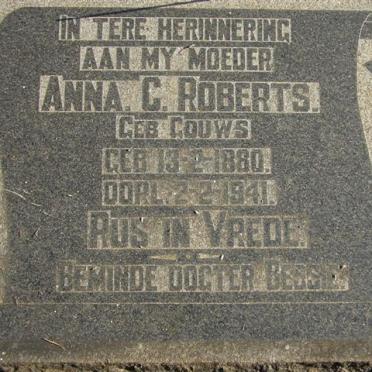 IN TERE HERINNERING
AAN MY MOEDER
ANNA. C. ROBERTS.
GEB GOUWS
GEB 13-2-1880.
OORL. 2-2-1941.
RUS IN VREDE.
BEMINDE DOGTER BESSIE.